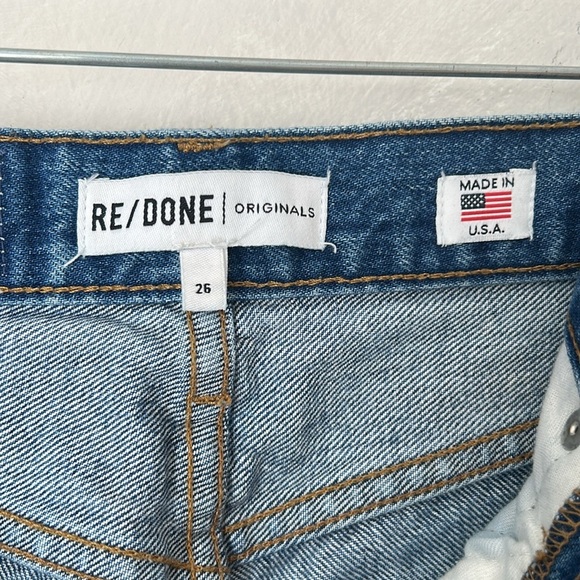 RE/DONE | ORIGINALS
26
MADE IN
U.S.A.